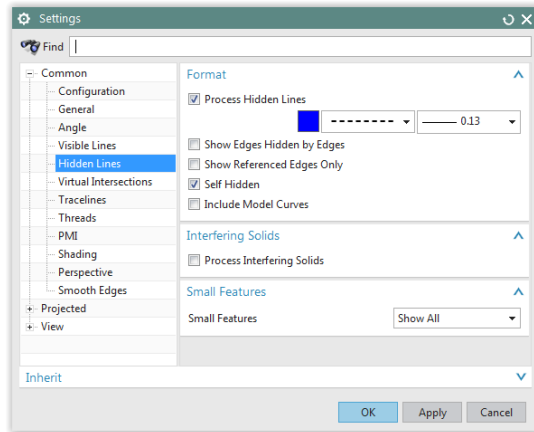 Settings
Find
Common
Configuration
General
Angle
Visible Lines
Hidden Lines
Virtual Intersections
Tracelines
Threads
PMI
Shading
Perspective
Smooth Edges
Projected
View
Format
Process Hidden Lines
0.13
Show Edges Hidden by Edges
Show Referenced Edges Only
Self Hidden
Include Model Curves
Interfering Solids
Process Interfering Solids
Small Features
Small Features Show All
Inherit
OK Apply Cancel